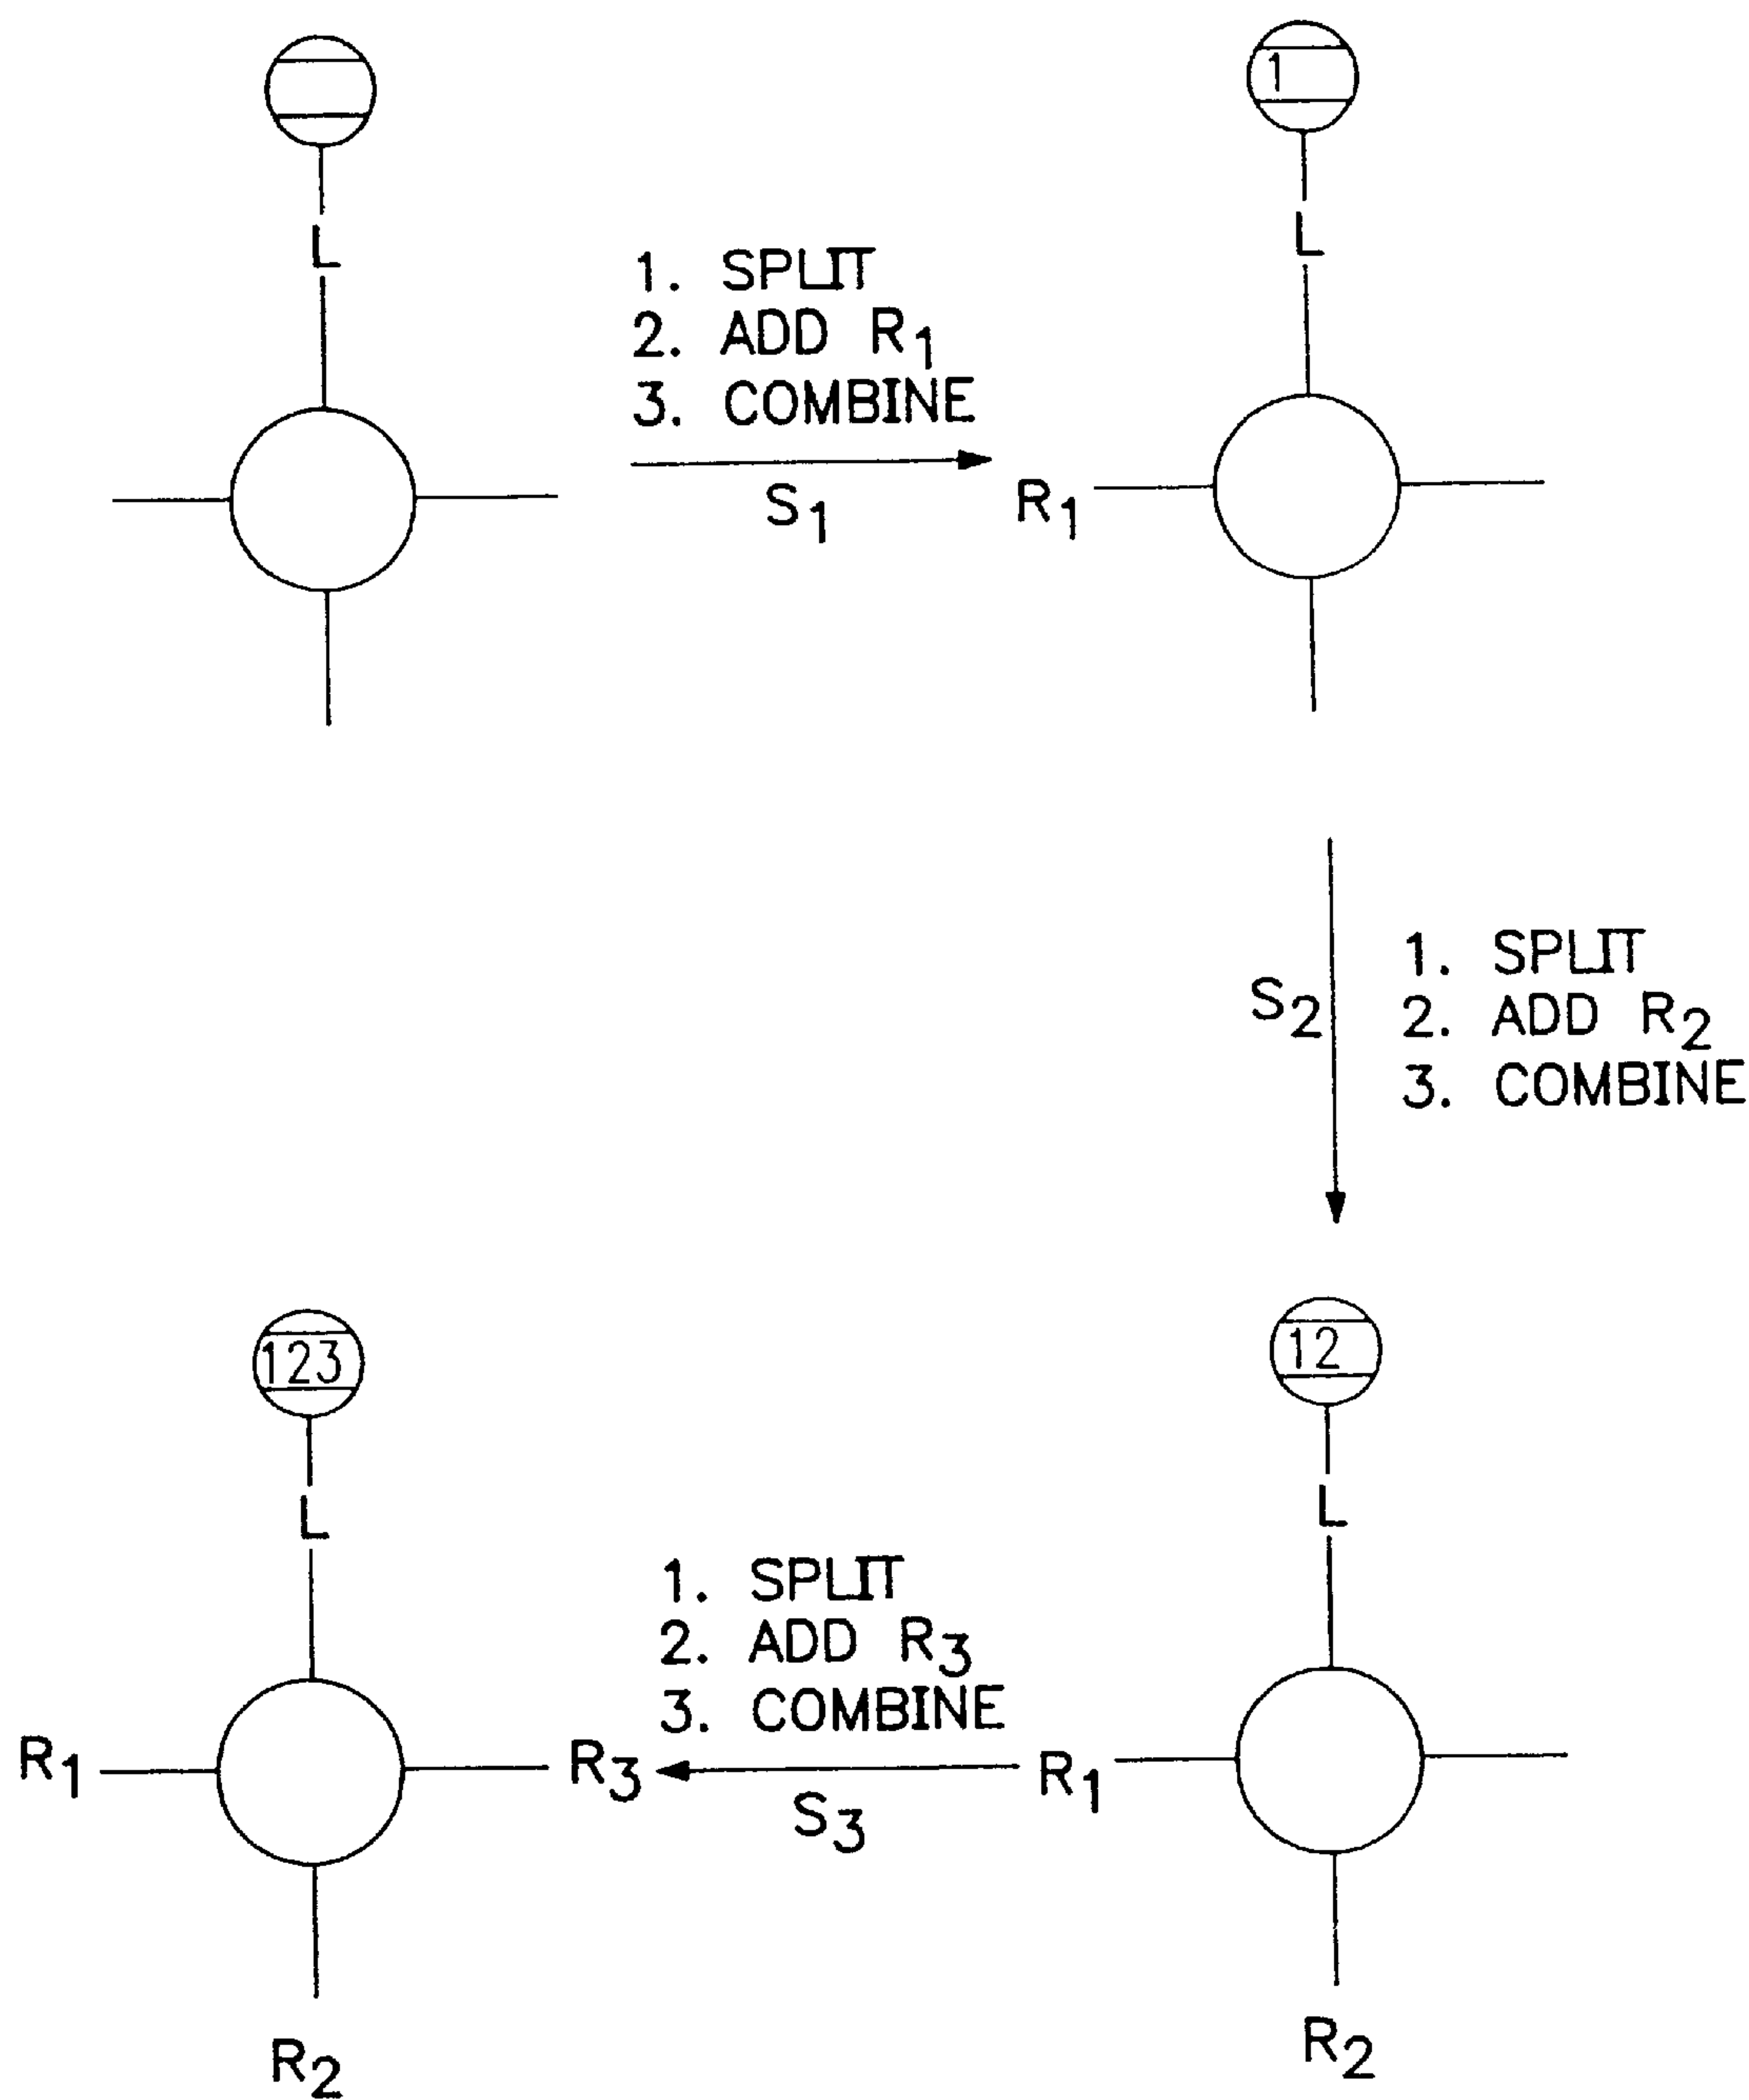 L
1. SPLIT
2. ADD R1
3. COMBINE
S1
1
L
R1
S2
1. SPLIT
2. ADD R2
3. COMBINE
12
L
R1
R2
1. SPLIT
2. ADD R3
3. COMBINE
S3
123
L
R1
R3
R2